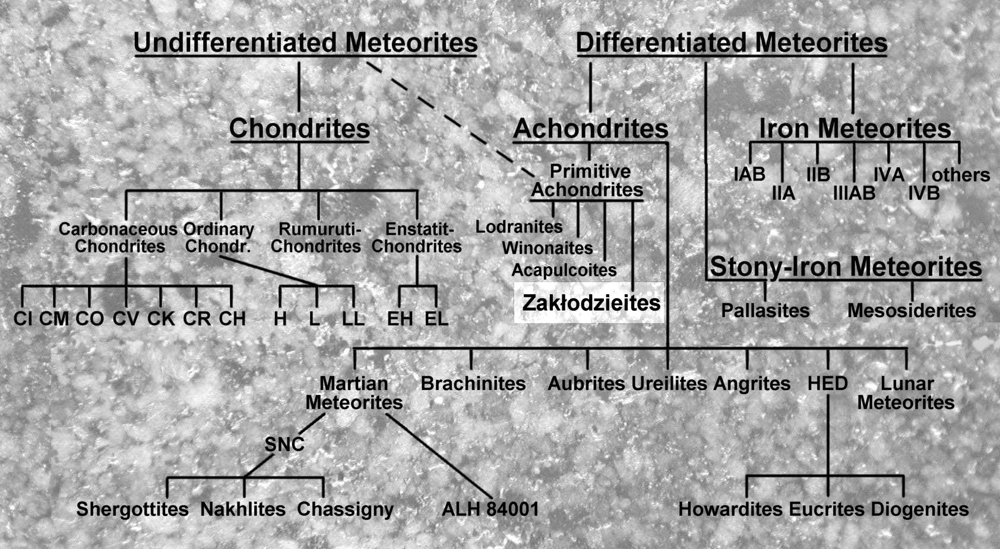 Undifferentiated Meteorites
Differentiated Meteorites
Chondrites
Achondrites
Iron Meteorites
Primitive
Achondrites
IAB
IIA
IIB
IIIAB
IVA
IVB
others
Carbonaceous
Chondrites
Ordinary
Chondr.
Rumuruti-
Chondrites
Enstatit-
Chondrites
Lodranites
Winonaites
Acapulcoites
Zakłodzieites
Stony-Iron Meteorites
Pallasites
Mesosiderites
CI
CM
CO
CV
CK
CR
CH
H
L
LL
EH
EL
Martian
Meteorites
Brachinites
Aubrites
Ureilites
Angrites
HED
Lunar
Meteorites
SNC
Shergottites
Nakhlites
Chassigny
ALH 84001
Howardites
Eucrites
Diogenites